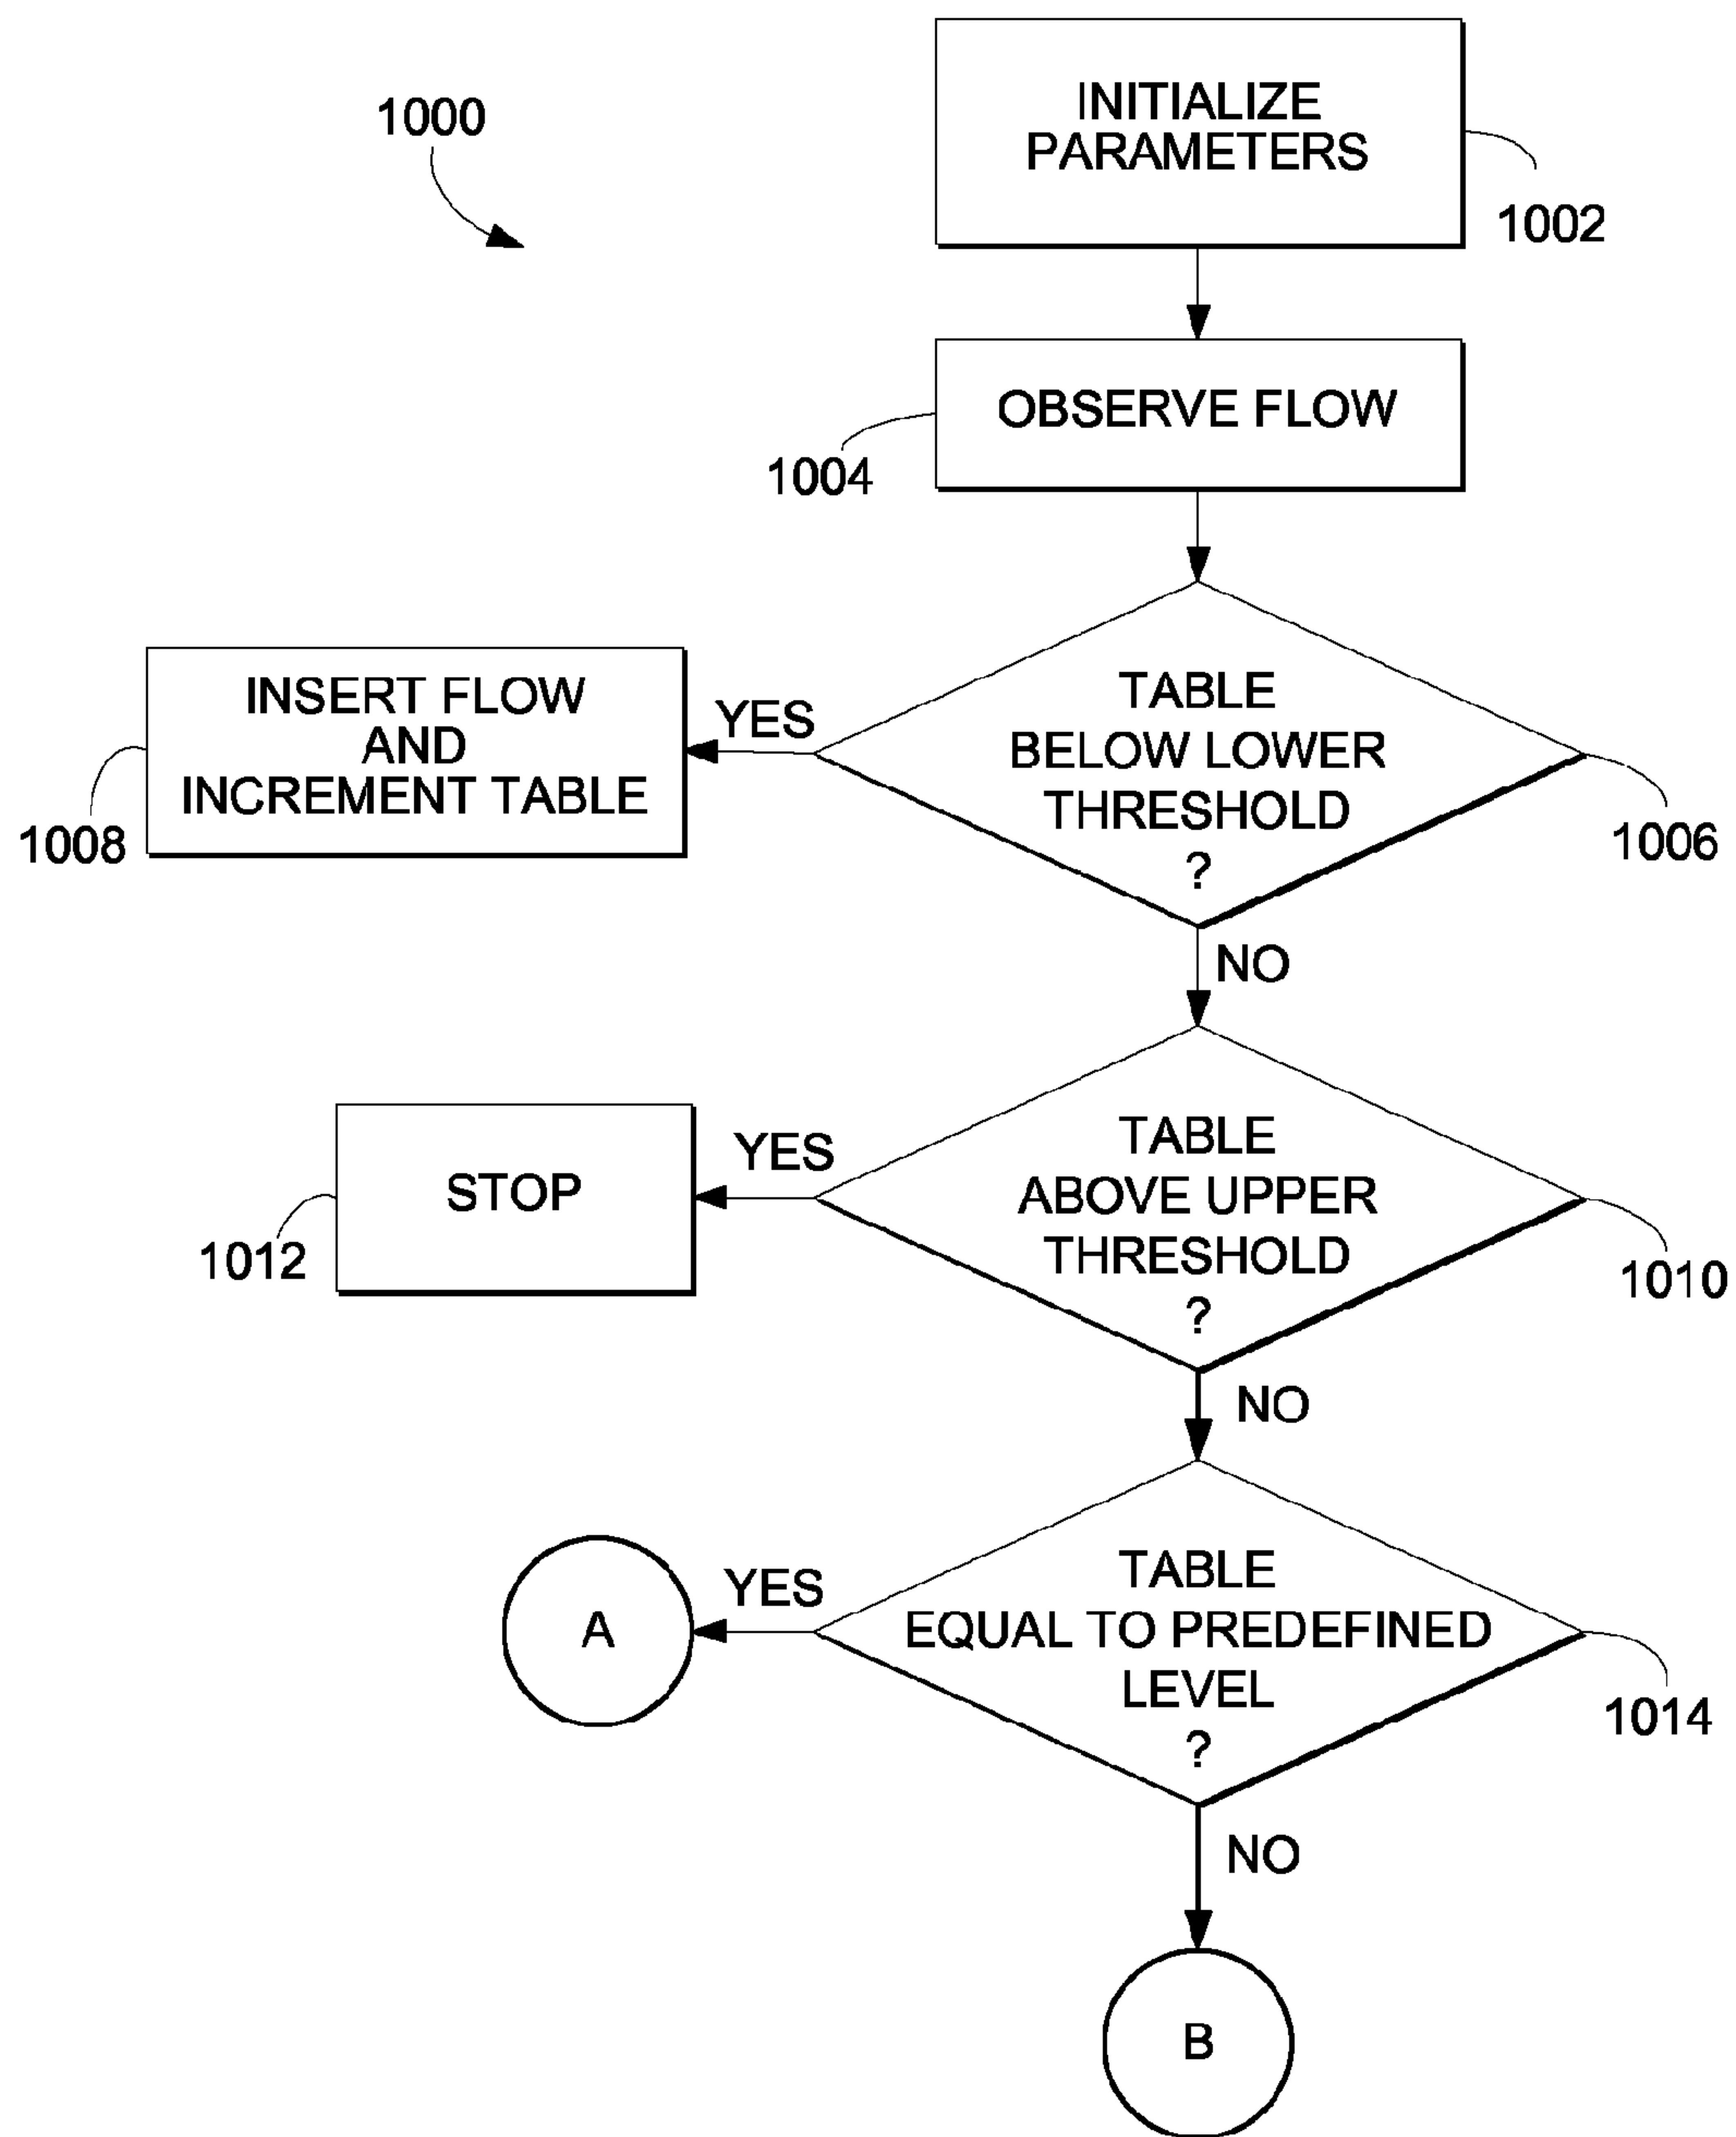 1000
INITIALIZE
PARAMETERS
1002
OBSERVE FLOW
1004
TABLE
BELOW LOWER
THRESHOLD
?
1006
YES
INSERT FLOW
AND
INCREMENT TABLE
1008
NO
TABLE
ABOVE UPPER
THRESHOLD
?
1010
YES
STOP
1012
NO
TABLE
EQUAL TO PREDEFINED
LEVEL
?
1014
YES
A
NO
B